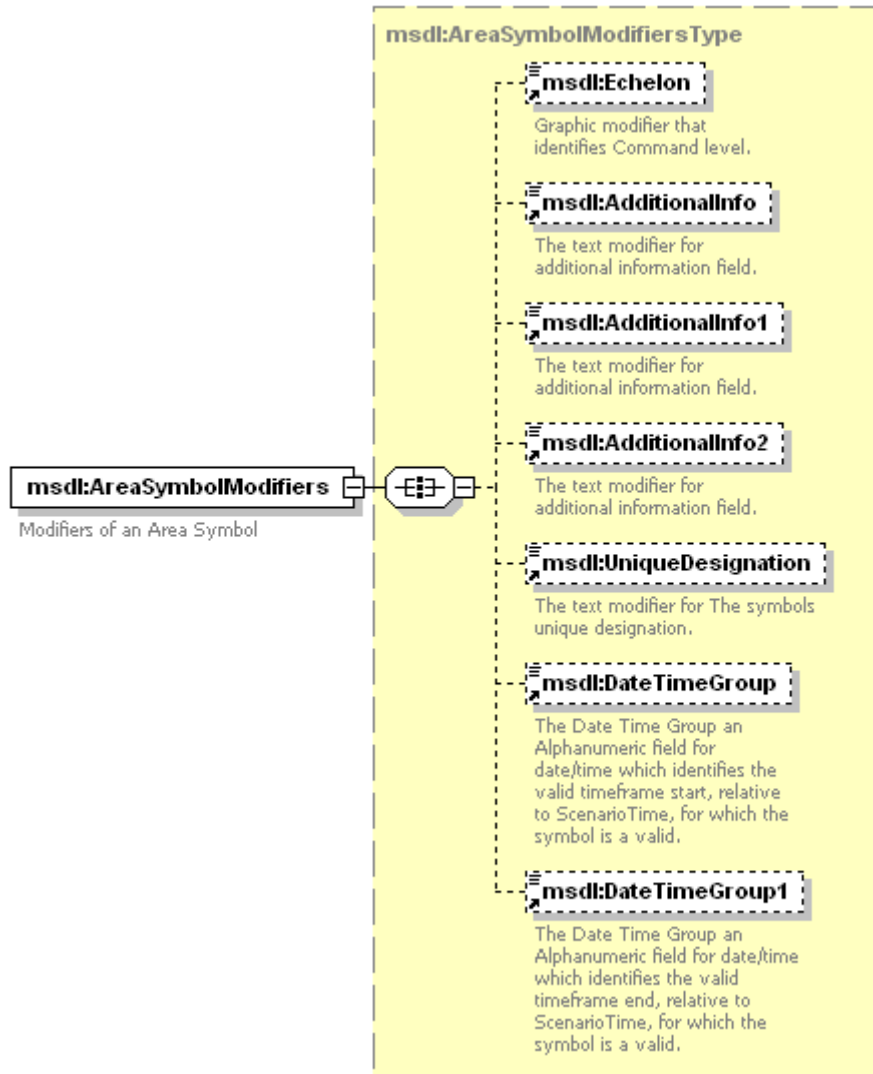 msdl:AreaSymbolModifiersType
msdl:Echelon
Graphic modifier that
identifies Command level.
msdl:AdditionalInfo
The text modifier for
additional information field.
msdl:AdditionalInfo1
The text modifier for
additional information field.
msdl:AdditionalInfo2
The text modifier for
additional information field.
msdl:AreaSymbolModifiers
Modifiers of an Area Symbol
msdl:UniqueDesignation
The text modifier for The symbols
unique designation.
msdl:DateTimeGroup
The Date Time Group an
Alphanumeric field for
date/time which identifies the
valid timeframe start, relative
to ScenarioTime, for which the
symbol is a valid.
msdl:DateTimeGroup1
The Date Time Group an
Alphanumeric field for date/time
which identifies the valid
timeframe end, relative to
ScenarioTime, for which the
symbol is a valid.